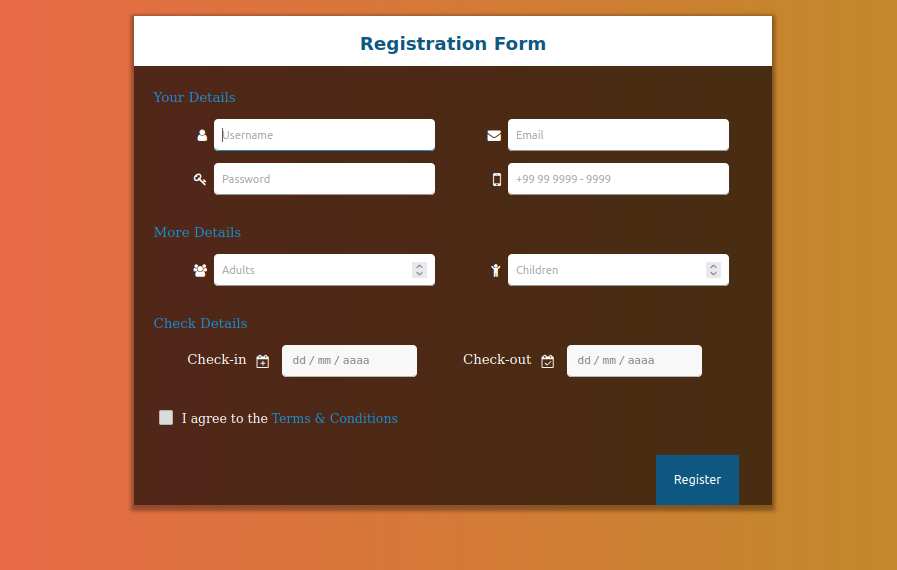 Registration Form
Your Details
Username
Email
Password
+99 99 9999 - 9999
More Details
Adults
Children
Check Details
Check-in dd / mm / aaaa
Check-out dd / mm / aaaa
I agree to the Terms & Conditions
Register